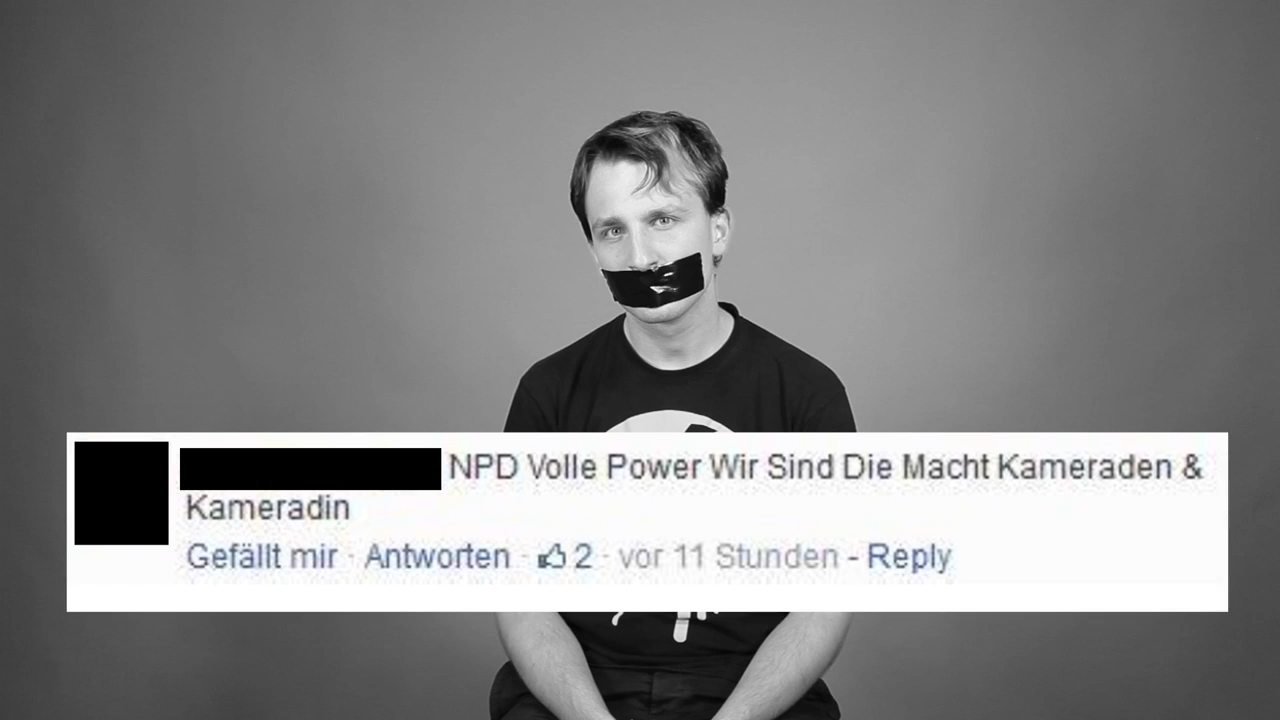 NPD Volle Power Wir Sind Die Macht Kameraden &
Kameradin
Gefällt mir · Antworten · 2 · vor 11 Stunden - Reply